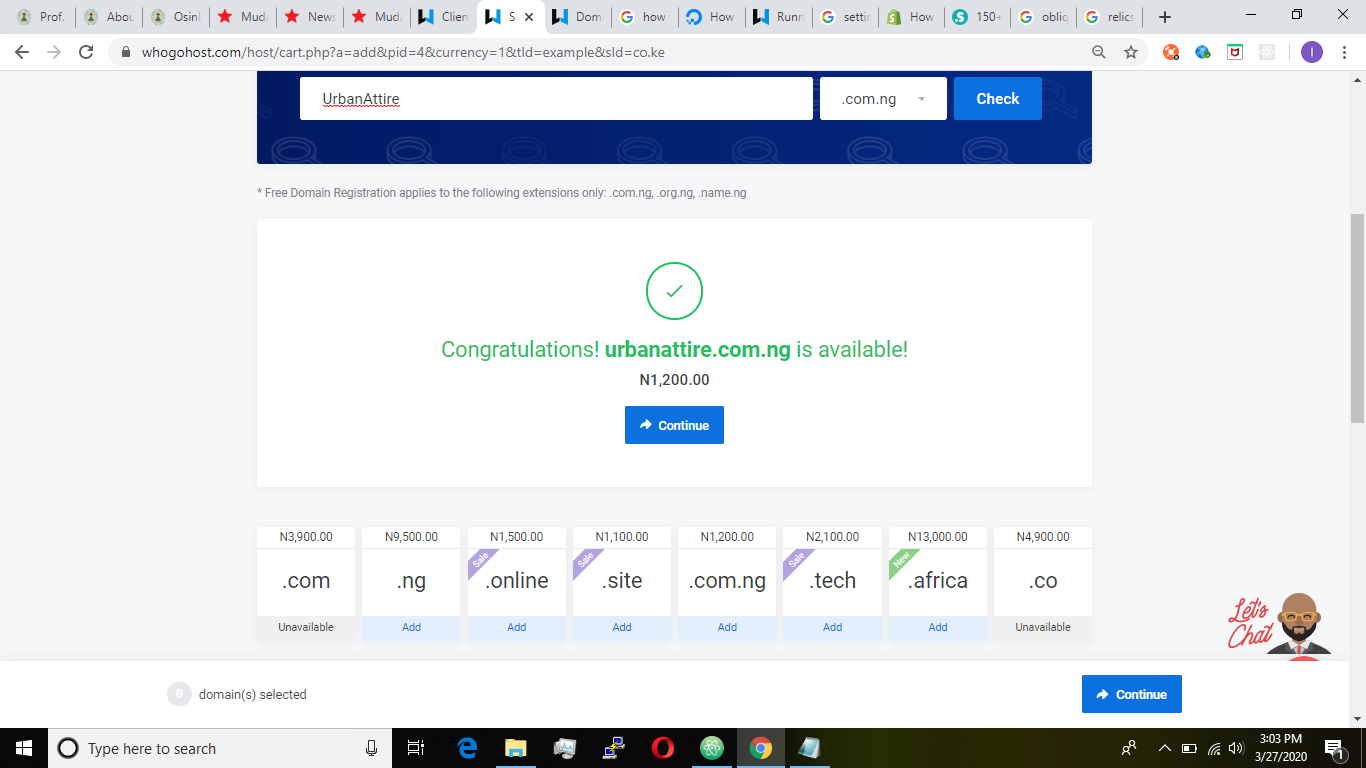 Prof.
Abou
Osinl
Muda
News
Muda
Clien
S
Dom
how
How
Runn
settin
How
150+
obliq
relics
whogohost.com/host/cart.php?a=add&pid=4&currency=1&tld=example&sld=co.ke
I
UrbanAttire
.com.ng
Check
* Free Domain Registration applies to the following extensions only: .com.ng, .org.ng, .name.ng
Congratulations! urbanattire.com.ng is available!
N1,200.00
Continue
N3,900.00 N9,500.00 N1,500.00 N1,100.00 N1,200.00 N2,100.00 N13,000.00 N4,900.00
Sale Sale Sale New
.com .ng .online .site .com.ng .tech .africa .co
Unavailable Add Add Add Add Add Add Unavailable
Let's
Chat
0 domain(s) selected
Continue
Type here to search
3:03 PM
3/27/2020
1